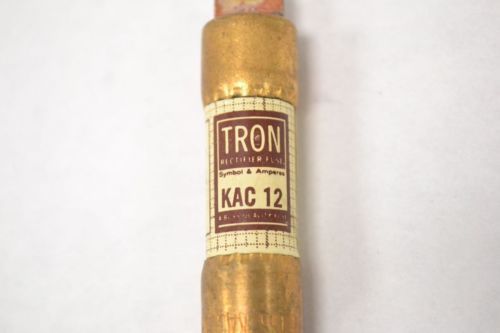 TRON
RECTIFIER FUSE
Symbol & Amperes
KAC 12